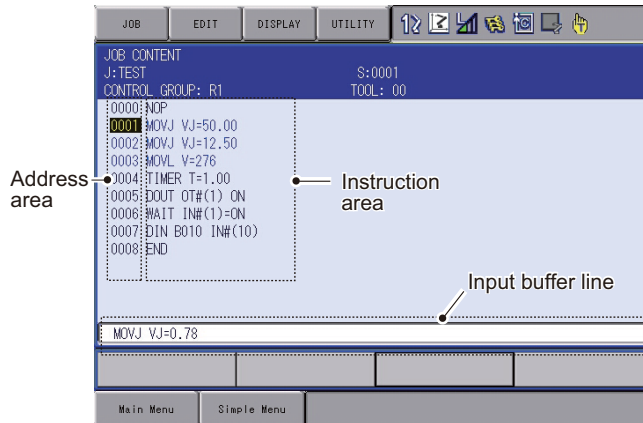 JOB EDIT DISPLAY UTILITY
JOB CONTENT
J:TEST S:0001
CONTROL GROUP: R1 TOOL: 00
0000 NOP
0001 MOVJ VJ=50.00
0002 MOVJ VJ=12.50
0003 MOVL V=276
0004 TIMER T=1.00
0005 DOUT OT#(1) ON
0006 WAIT IN#(1)=ON
0007 DIN B010 IN#(10)
0008 END
Address area
Instruction area
Input buffer line
MOVJ VJ=0.78
Main Menu Simple Menu